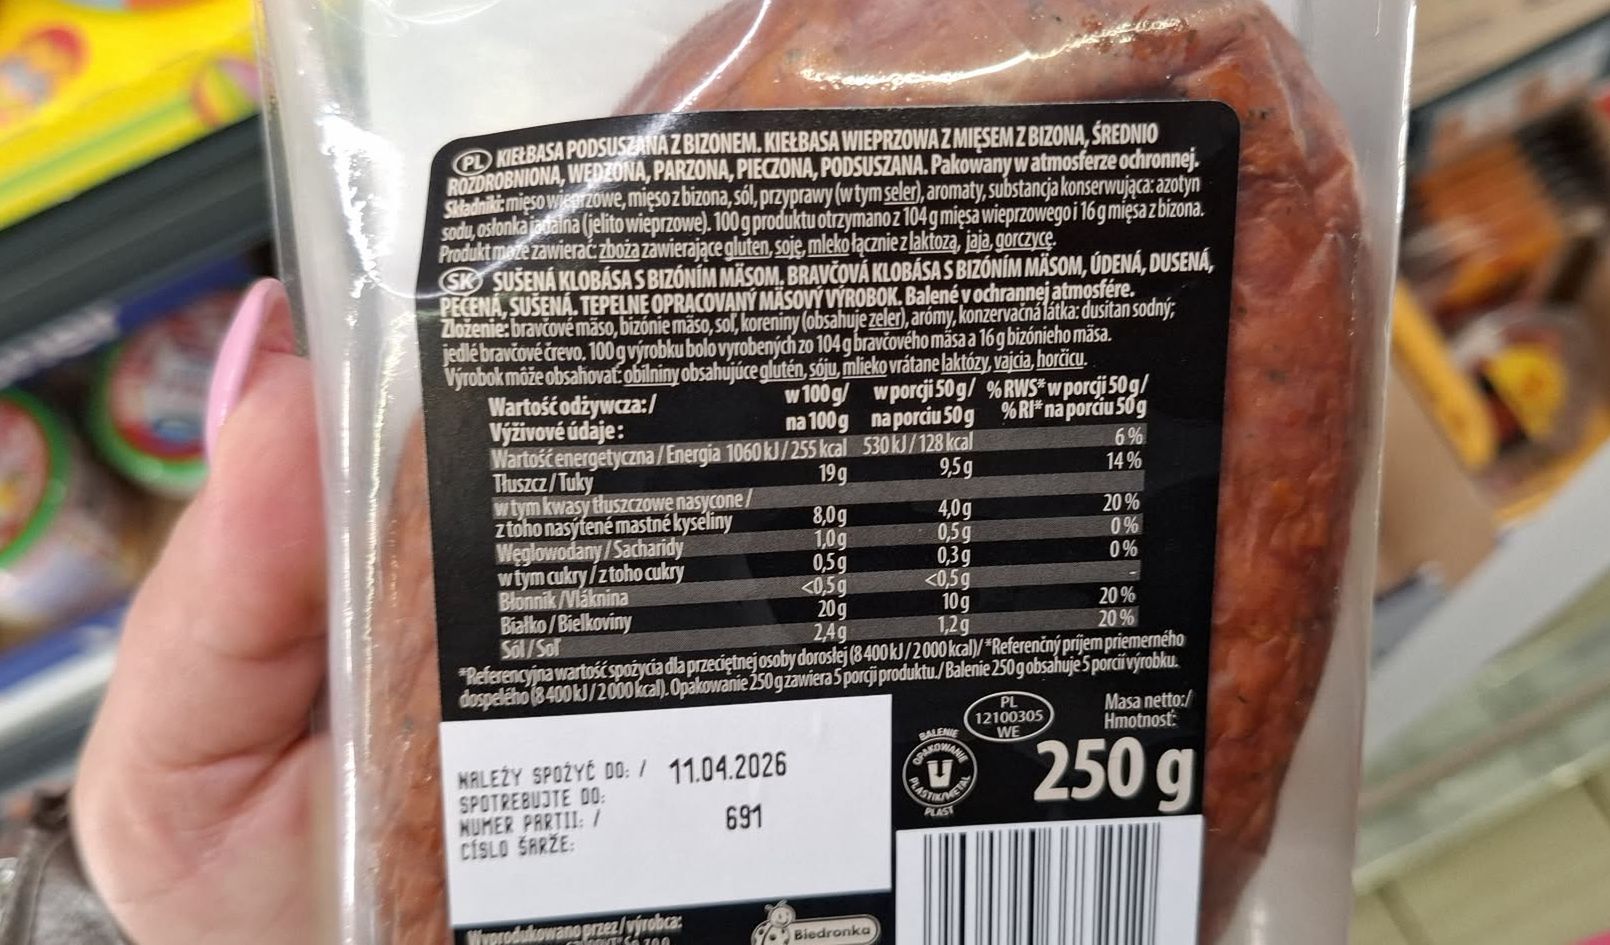 PL KIEŁBASA PODSUSZANA Z BIZONEM. KIEŁBASA WIEPRZOWA Z MIĘSEM Z BIZONA, ŚREDNIO
ROZDROBNIONA, WĘDZONA, PARZONA, PIECZONA, PODSUSZANA. Pakowany w atmosferze ochronnej.
Składniki: mięso wieprzowe, mięso z bizona, sól, przyprawy (w tym seler), aromaty, substancja konserwująca: azotyn
sodu, osłonka jadalna (jelito wieprzowe). 100 g produktu otrzymano z 104 g mięsa wieprzowego i 16 g mięsa z bizona.
Produkt może zawierać: zboża zawierające gluten, soję, mleko łącznie z laktozą, jaja, gorczycę.
SK SUŠENÁ KLOBÁSA S BIZÓNÍM MÄSOM. BRAVČOVÁ KLOBÁSA S BIZÓNÍM MÄSOM, ÚDENÁ, DUSENÁ,
PEČENÁ, SUŠENÁ. TEPELNE OPRACOVANÝ MÄSOVÝ VÝROBOK. Balené v ochrannej atmosfére.
Zloženie: bravčové mäso, bizónie mäso, soľ, koreniny (obsahuje zeler), arómy, konzervačná látka: dusitan sodný;
jedlé bravčové črevo. 100 g výrobku bolo vyrobených zo 104 g bravčového mäsa a 16 g bizónieho mäsa.
Výrobok môže obsahovať: obilniny obsahujúce glutén, sóju, mlieko vrátane laktózy, vajcia, horčicu.
Wartość odżywcza:/ w 100 g/ w porcji 50 g/ % RWS* w porcji 50 g/
Výživové údaje: na 100 g na porciu 50 g % RI* na porciu 50 g
Wartość energetyczna / Energia 1060 kJ / 255 kcal 530 kJ / 128 kcal 6 %
Tłuszcz / Tuky 19 g 9,5 g 14 %
w tym kwasy tłuszczowe nasycone /
z toho nasýtené mastné kyseliny 8,0 g 4,0 g 20 %
Węglowodany / Sacharidy 1,0 g 0,5 g 0 %
w tym cukry / z toho cukry 0,5 g 0,3 g 0 %
Błonnik / Vláknina <0,5 g <0,5 g -
Białko / Bielkoviny 20 g 10 g 20 %
Sól / Soľ 2,4 g 1,2 g 20 %
*Referencyjna wartość spożycia dla przeciętnej osoby dorosłej (8 400 kJ / 2 000 kcal)/ *Referenčný príjem priemerného
dospelého (8 400 kJ / 2 000 kcal). Opakowanie 250 g zawiera 5 porcji produktu. / Balenie 250 g obsahuje 5 porcií výrobku.
NALEŻY SPOŻYĆ DO: / 11.04.2026
SPOTREBUJTE DO:
NUMER PARTII: / 691
ČÍSLO ŠARŽE:
PL
12100305
WE
Masa netto:/
Hmotnosť:
250 g
BALENIE
OPAKOWANIE
U
PLASTIK/METAL
PLAST
Wyprodukowano przez / výrobca:
Biedronka